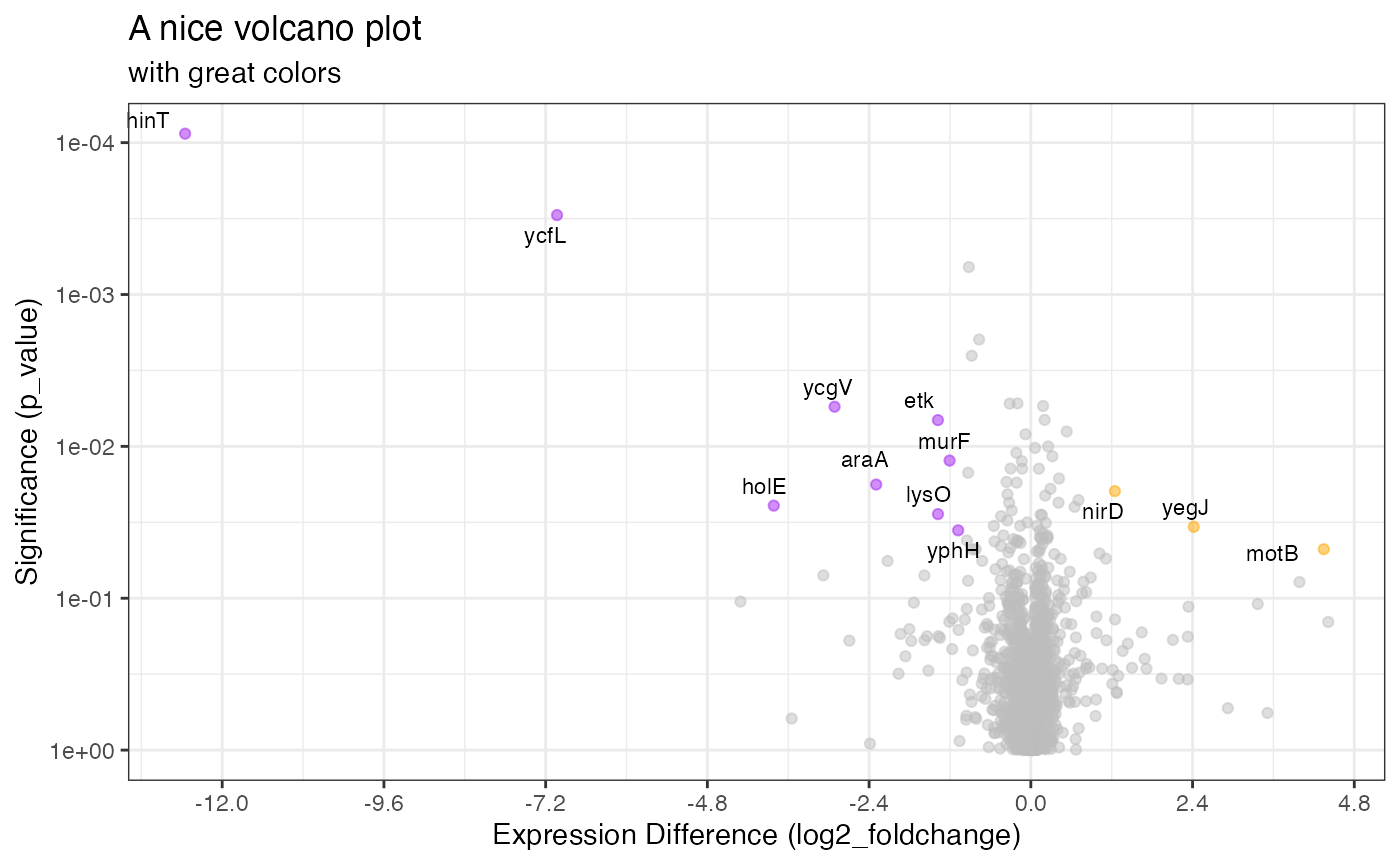 A nice volcano plot
with great colors
hinT
1e-04
ycfL
1e-03
ycgV
etk
1e-02
murF
araA
holE
lysO
nirD
yegJ
yphH
motB
1e-01
1e+00
-12.0 -9.6 -7.2 -4.8 -2.4 0.0 2.4 4.8
Expression Difference (log2_foldchange)
Significance (p_value)